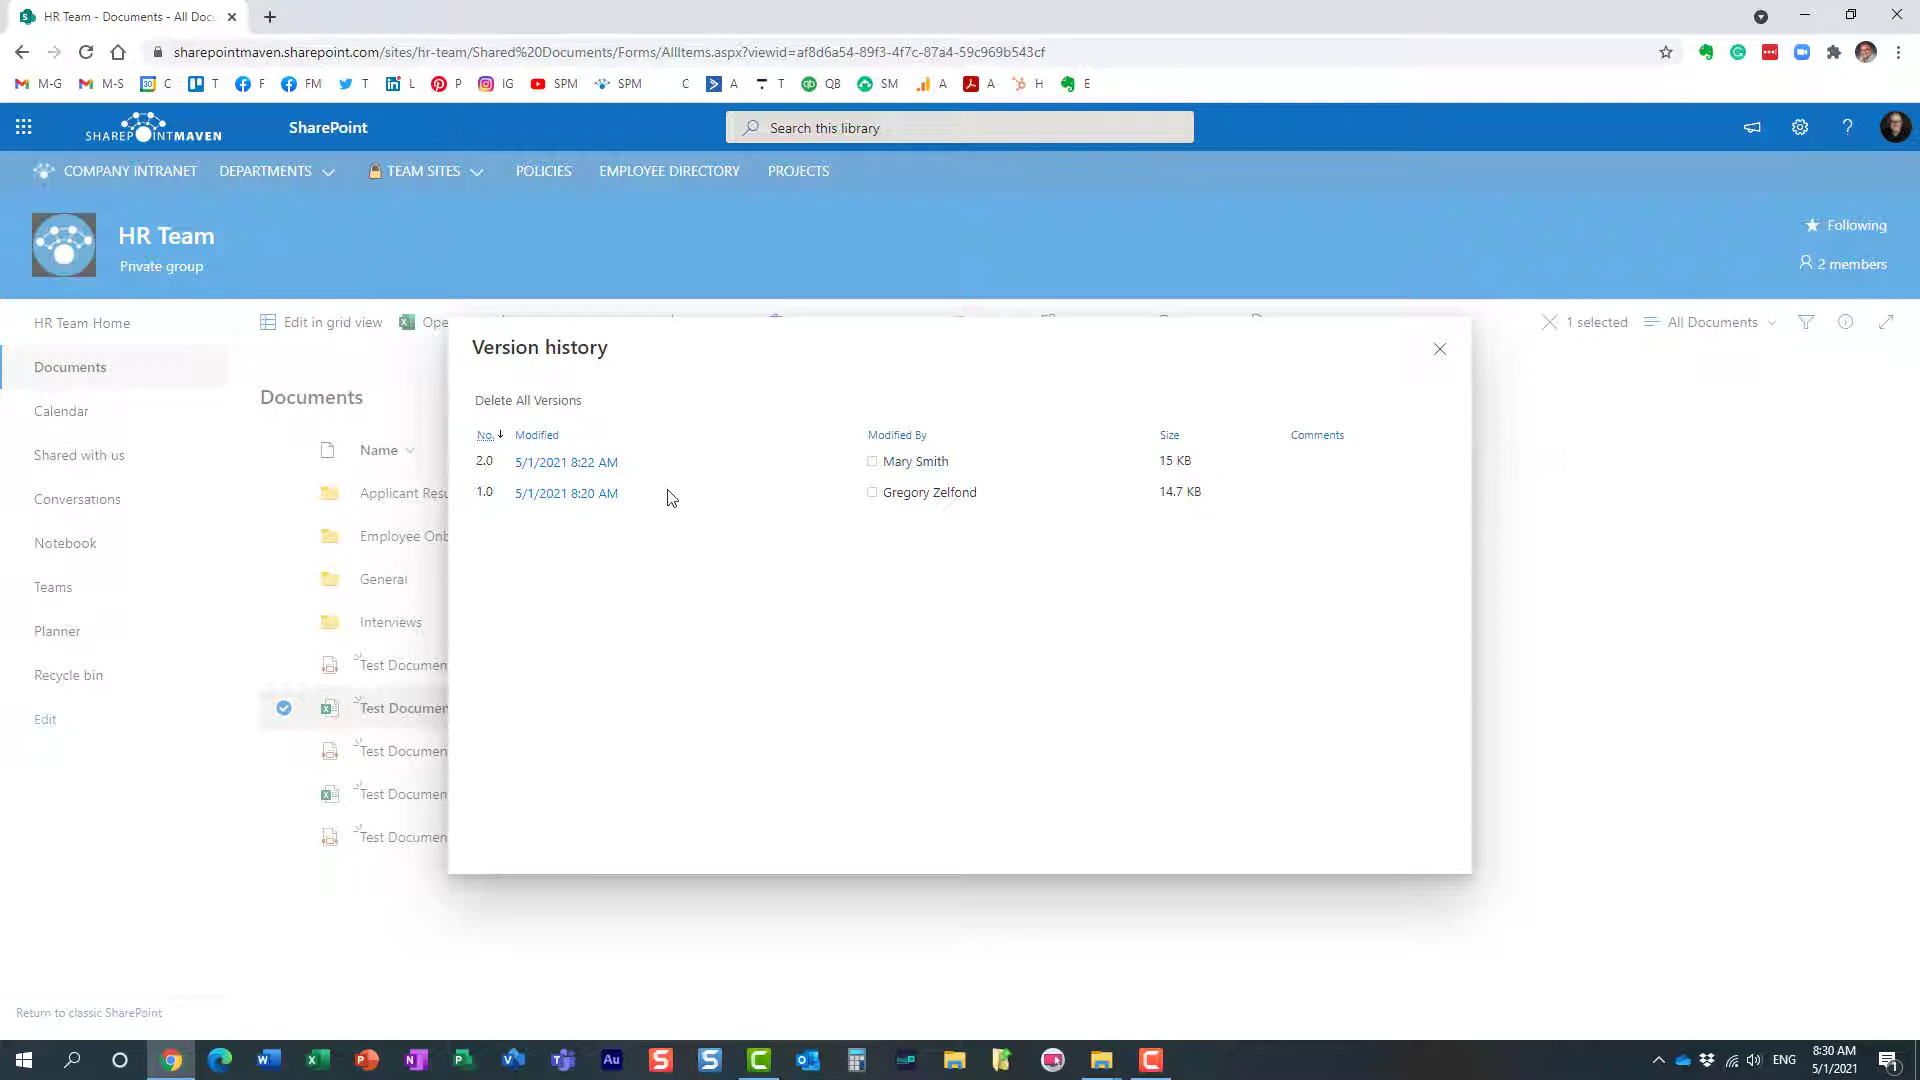 HR Team - Documents - All Doc
sharepointmaven.sharepoint.com/sites/hr-team/Shared%20Documents/Forms/AllItems.aspx?viewid=af8d6a54-89f3-4f7c-87a4-59c969b543cf
M-G M-S C T F FM T L P IG SPM SPM C A T QB SM A A H E
SHAREPOINTMAVEN SharePoint Search this library
COMPANY INTRANET DEPARTMENTS TEAM SITES POLICIES EMPLOYEE DIRECTORY PROJECTS
HR Team
Private group
Following
2 members
HR Team Home
Documents
Calendar
Shared with us
Conversations
Notebook
Teams
Planner
Recycle bin
Edit
Return to classic SharePoint
Edit in grid view Ope 1 selected All Documents
Documents
Name
Applicant Resu
Employee Onb
General
Interviews
Test Documen
Test Documen
Test Documen
Test Documen
Test Documen
Version history
Delete All Versions
No. Modified Modified By Size Comments
2.0 5/1/2021 8:22 AM Mary Smith 15 KB
1.0 5/1/2021 8:20 AM Gregory Zelfond 14.7 KB
ENG 8:30 AM
5/1/2021